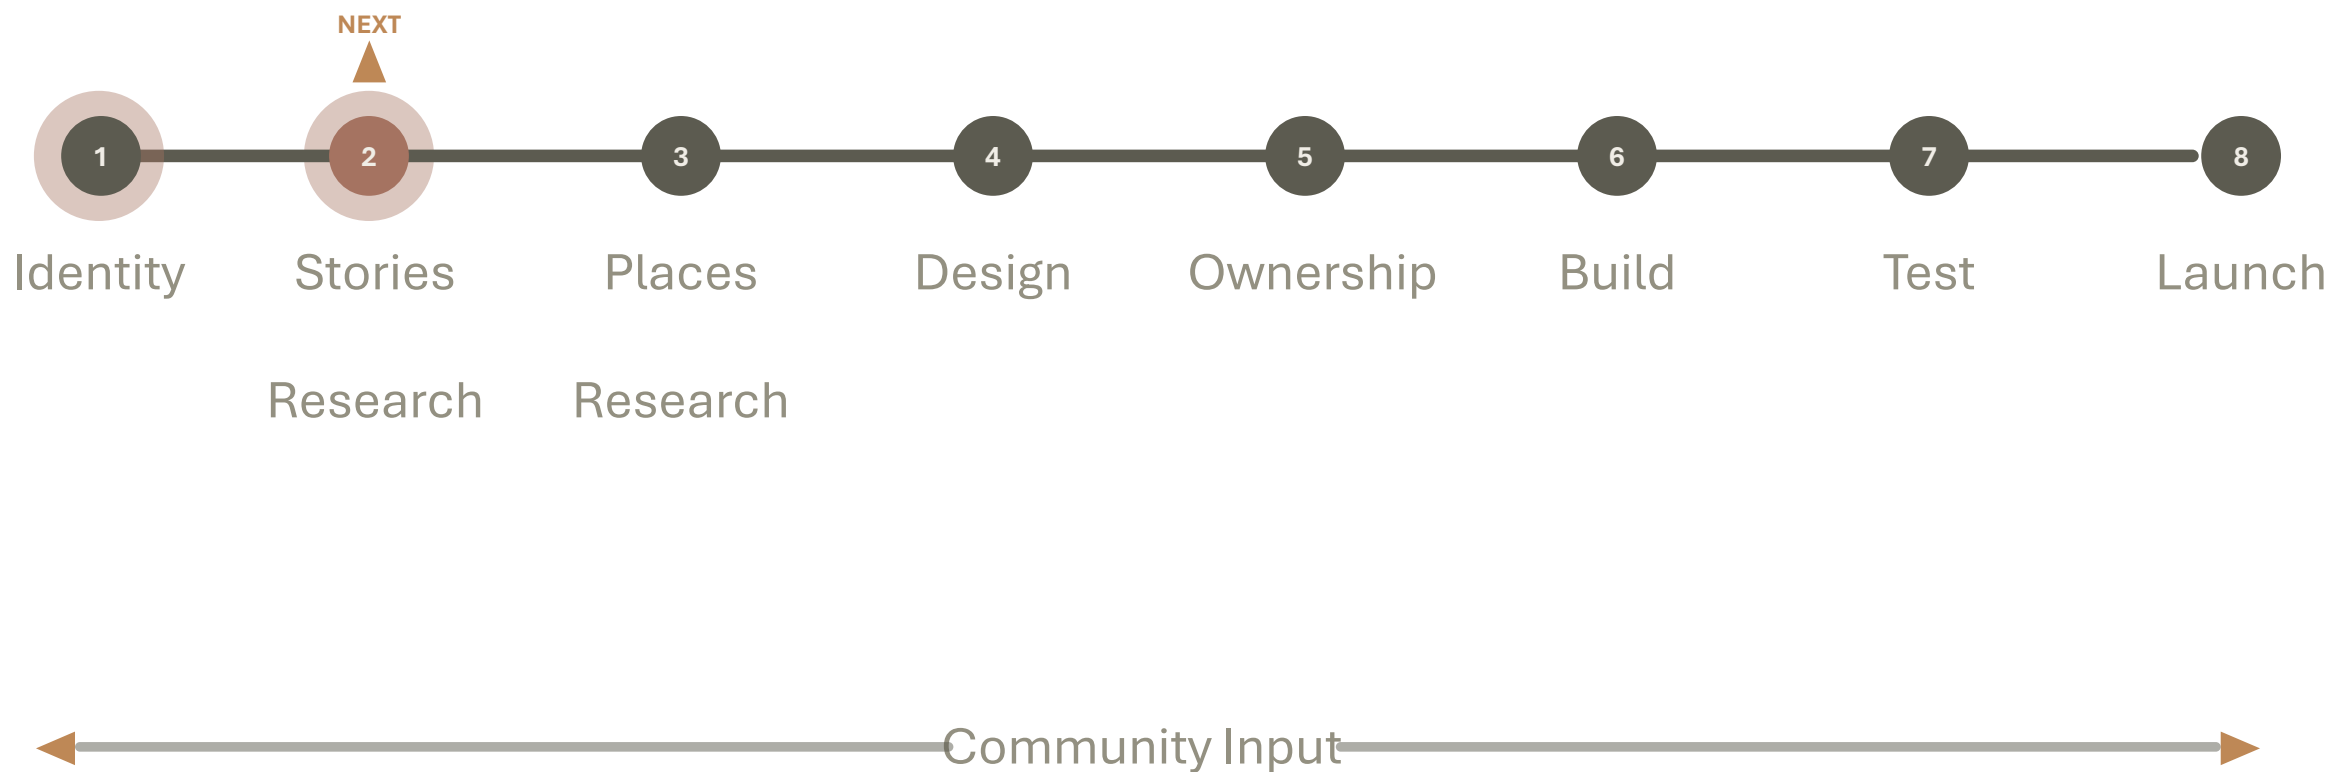 NEXT
1 2 3 4 5 6 7 8
Identity Stories Places Design Ownership Build Test Launch
Research Research
Community Input